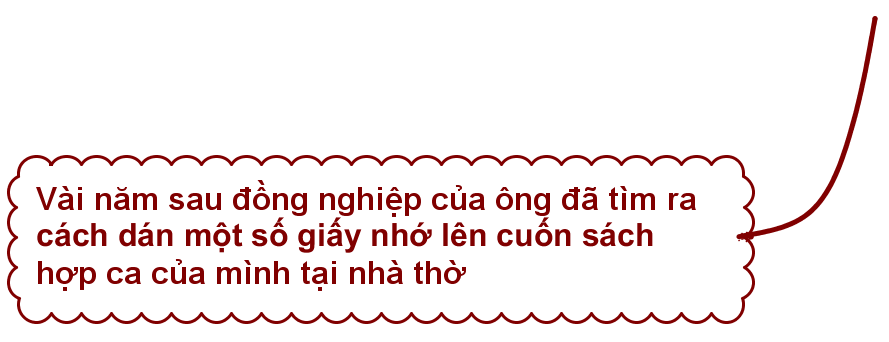 Vài năm sau đồng nghiệp của ông đã tìm ra
cách dán một số giấy nhớ lên cuốn sách
hợp ca của mình tại nhà thờ